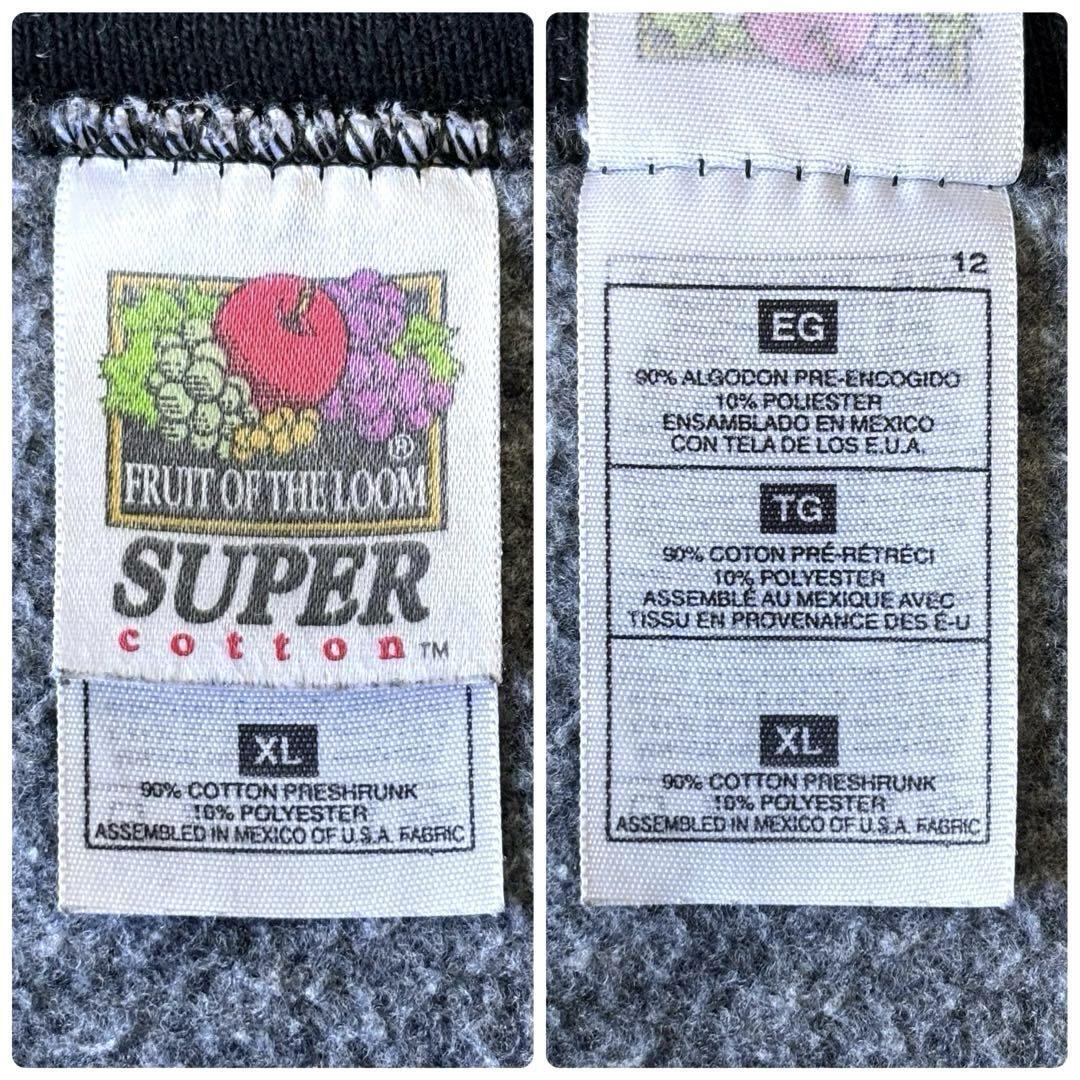 FRUIT OF THE LOOM
®
SUPER
cotton TM
XL
90% COTTON PRESHRUNK
10% POLYESTER
ASSEMBLED IN MEXICO OF U.S.A. FABRIC
12
EG
90% ALGODON PRE-ENCOGIDO
10% POLIESTER
ENSAMBLADO EN MEXICO
CON TELA DE LOS E.U.A.
TG
90% COTON PRÉ-RÉTRÉCI
10% POLYESTER
ASSEMBLÉ AU MEXIQUE AVEC
TISSU EN PROVENANCE DES É-U
XL
90% COTTON PRESHRUNK
10% POLYESTER
ASSEMBLED IN MEXICO OF U.S.A. FABRIC